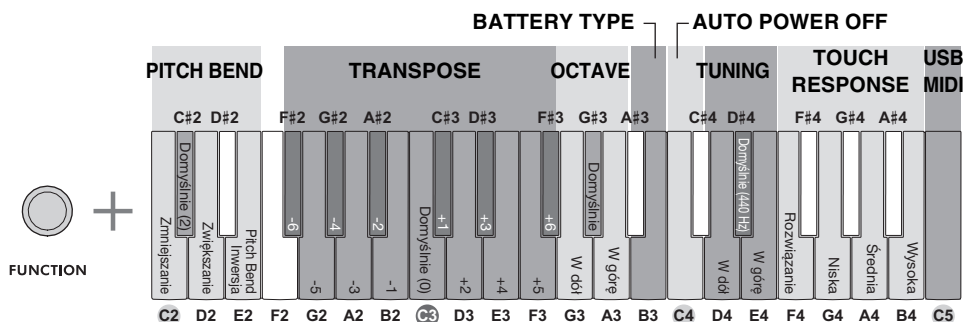 BATTERY TYPE AUTO POWER OFF
PITCH BEND TRANSPOSE OCTAVE TUNING TOUCH RESPONSE USB MIDI
C#2 D#2 F#2 G#2 A#2 C#3 D#3 F#3 G#3 A#3 C#4 D#4 F#4 G#4 A#4
Zmniejszanie
Domyślnie (2)
Zwiększanie
Pitch Bend
Inwersja
-6
-5
-4
-3
-2
-1
Domyślnie (0)
+1
+2
+3
+4
+5
+6
W dół
Domyślnie
W górę
W dół
Domyślnie (440 Hz)
W górę
Rozwiązanie
Niska
Średnia
Wysoka
FUNCTION
C2 D2 E2 F2 G2 A2 B2 C3 D3 E3 F3 G3 A3 B3 C4 D4 E4 F4 G4 A4 B4 C5